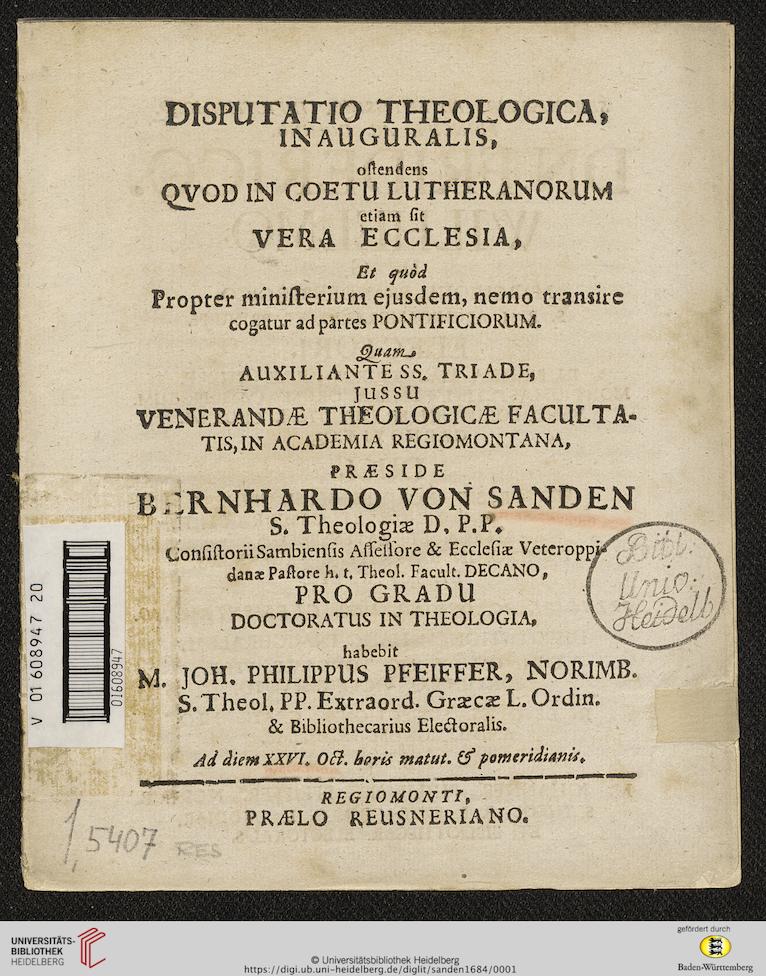 DISPUTATIO THEOLOGICA,
INAUGURALIS,
ostendens
QVOD IN COETU LUTHERANORUM
etiam sit
VERA ECCLESIA,
Et quòd
Propter ministerium ejusdem, nemo transire
cogatur ad partes PONTIFICIORUM.
Quam
AUXILIANTE SS. TRIADE,
JUSSU
VENERANDÆ THEOLOGICÆ FACULTA-
TIS, IN ACADEMIA REGIOMONTANA,
PRÆSIDE
BERNHARDO VON SANDEN
S. Theologiæ D, P.P.
Consistorii Sambiensis Assessore & Ecclesiæ Veteroppi-
danæ Pastore h. t. Theol. Facult. DECANO,
PRO GRADU
DOCTORATUS IN THEOLOGIA,
habebit
M. JOH. PHILIPPUS PFEIFFER, NORIMB.
S. Theol. PP. Extraord. Græcæ L. Ordin.
& Bibliothecarius Electoralis.
Ad diem XXVI. Oct. horis matut. & pomeridianis.
REGIOMONTI,
PRÆLO REUSNERIANO.
Bibl.
Univ.
Heidelb
V 01608947 20
01608947
5407
RES
UNIVERSITÄTS-
BIBLIOTHEK
HEIDELBERG
© Universitätsbibliothek Heidelberg
https://digi.ub.uni-heidelberg.de/diglit/sanden1684/0001
gefördert durch
Baden-Württemberg